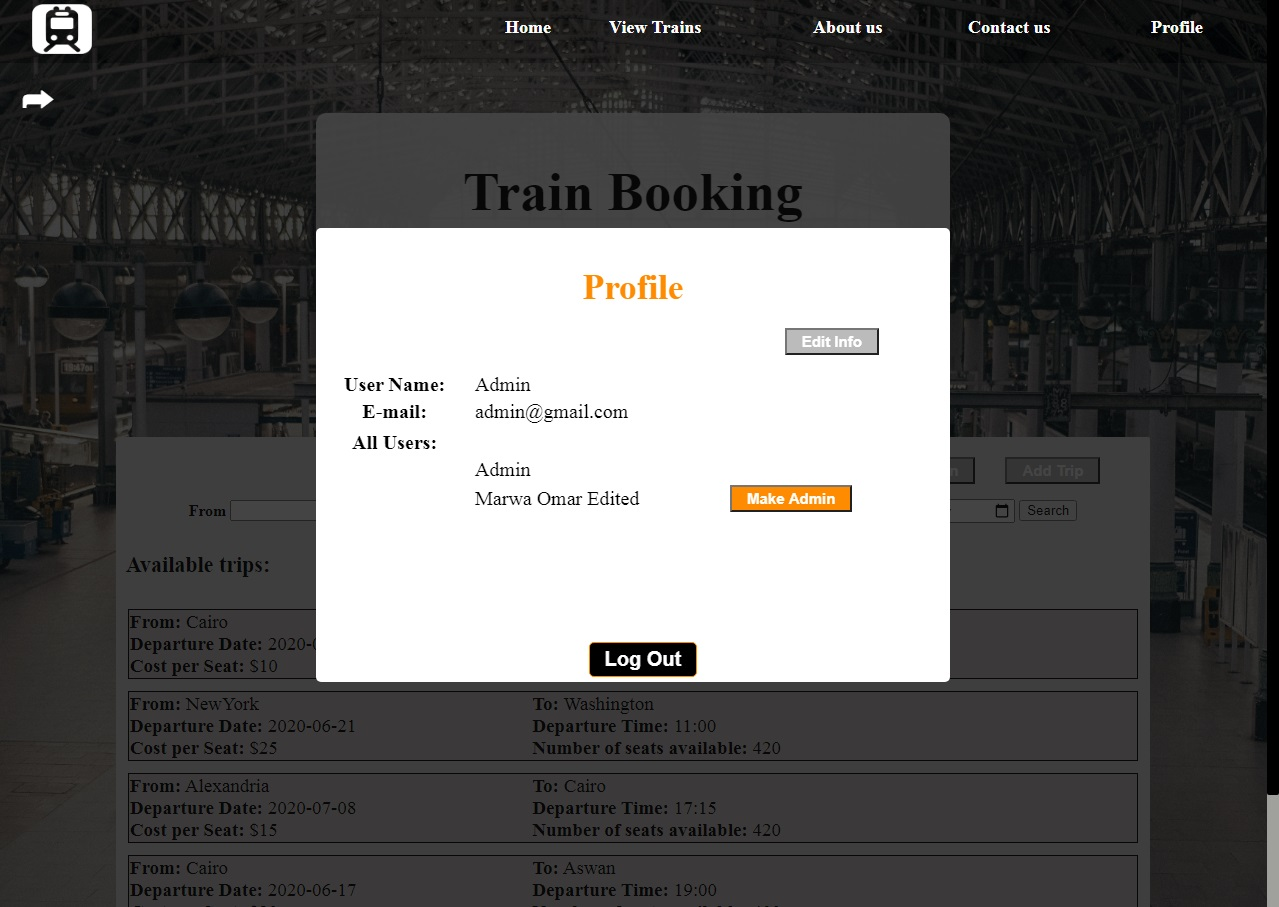 Home View Trains About us Contact us Profile
Train Booking
Profile
Edit Info
User Name: Admin
E-mail: admin@gmail.com
All Users:
Admin
Marwa Omar Edited Make Admin
Add Trip
From Search
Available trips:
From: Cairo
Departure Date: 2020-
Cost per Seat: $10
Log Out
From: NewYork To: Washington
Departure Date: 2020-06-21 Departure Time: 11:00
Cost per Seat: $25 Number of seats available: 420
From: Alexandria To: Cairo
Departure Date: 2020-07-08 Departure Time: 17:15
Cost per Seat: $15 Number of seats available: 420
From: Cairo To: Aswan
Departure Date: 2020-06-17 Departure Time: 19:00